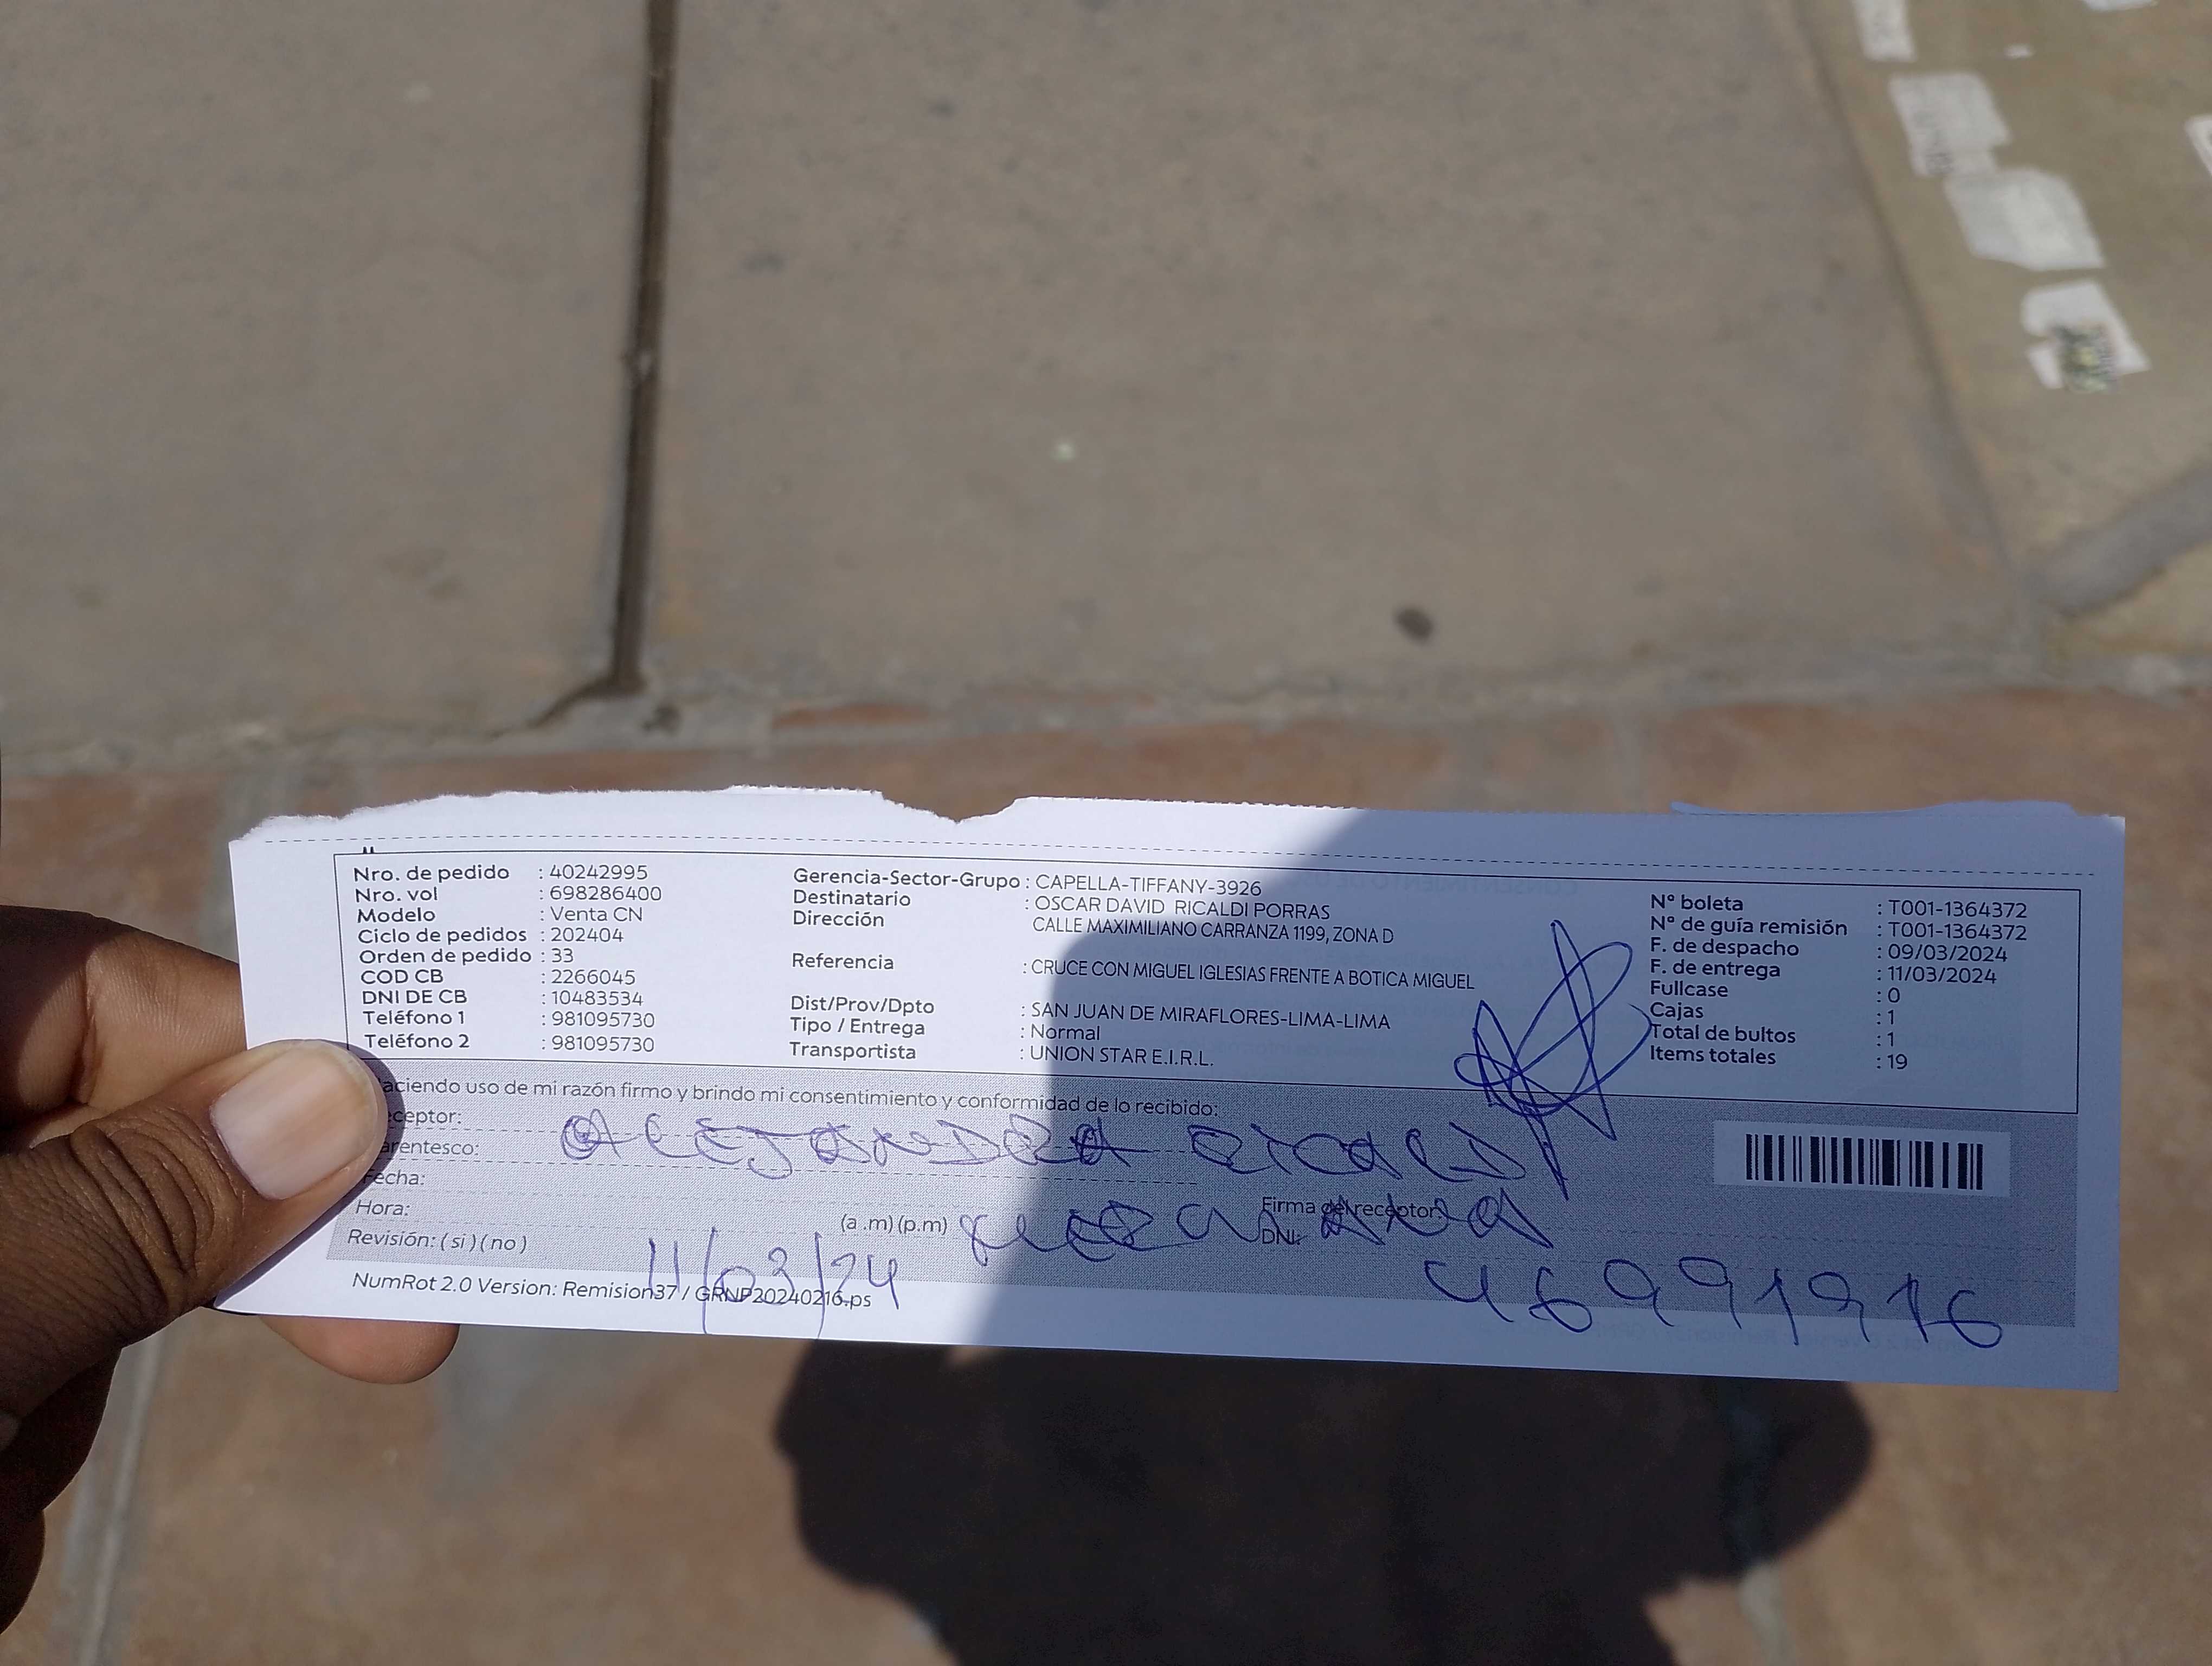 Nro. de pedido : 40242995
Nro. vol : 698286400
Modelo : Venta CN
Ciclo de pedidos : 202404
Orden de pedido : 33
COD CB : 2266045
DNI DE CB : 10483534
Teléfono 1 : 981095730
Teléfono 2 : 981095730
Gerencia-Sector-Grupo : CAPELLA-TIFFANY-3926
Destinatario : OSCAR DAVID RICALDI PORRAS
Dirección CALLE MAXIMILIANO CARRANZA 1199, ZONA D
Referencia : CRUCE CON MIGUEL IGLESIAS FRENTE A BOTICA MIGUEL
Dist/Prov/Dpto : SAN JUAN DE MIRAFLORES-LIMA-LIMA
Tipo / Entrega : Normal
Transportista : UNION STAR E.I.R.L.
N° boleta : T001-1364372
N° de guía remisión : T001-1364372
F. de despacho : 09/03/2024
F. de entrega : 11/03/2024
Fullcase : 0
Cajas : 1
Total de bultos : 1
Items totales : 19
aciendo uso de mi razón firmo y brindo mi consentimiento y conformidad de lo recibido:
ceptor:
arentesco: ALEJANDRA RICALDI
Fecha:
Hora: (a .m) (p.m) Firma del receptor:
Revisión: ( si ) ( no ) DNI:
11/03/24 46991976
NumRot 2.0 Version: Remision37 / GRNP20240216.ps